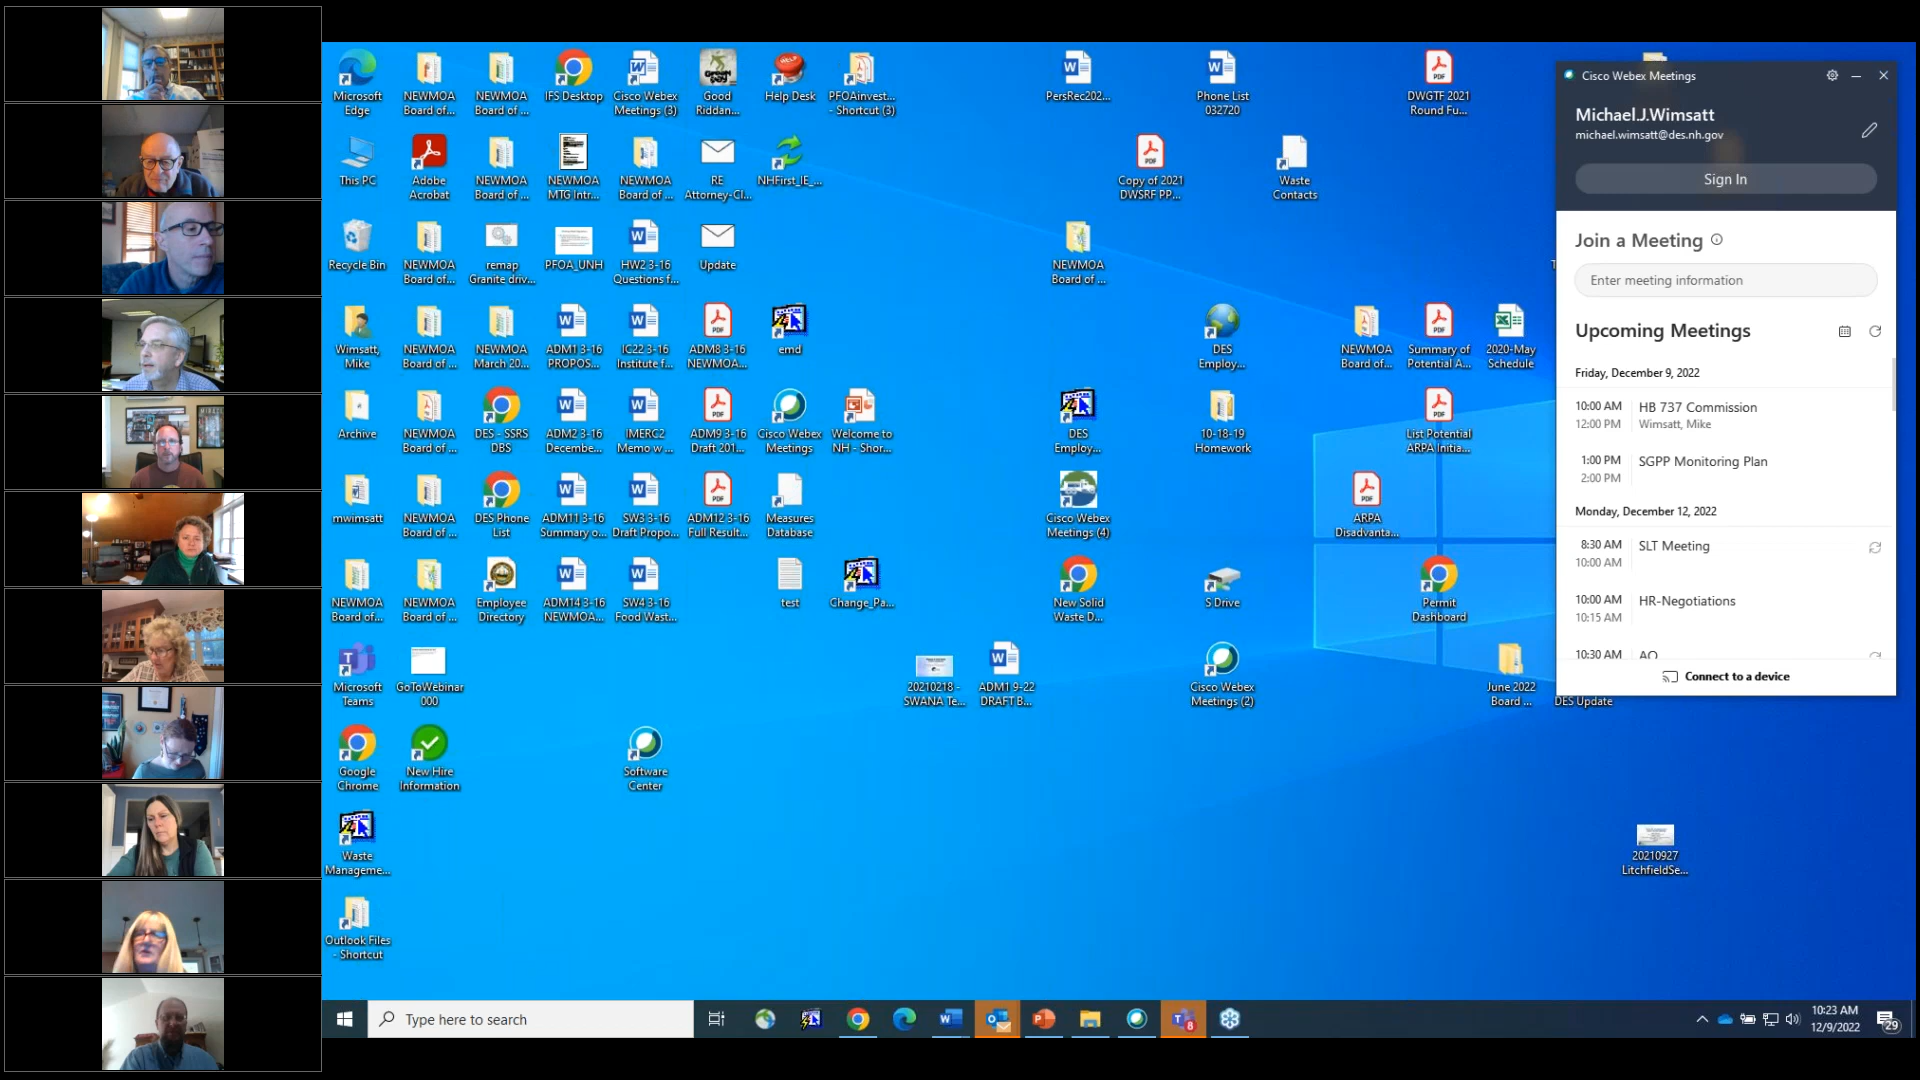 Microsoft
Edge
NEWMOA
Board of...
NEWMOA
Board of ...
IFS Desktop
Cisco Webex
Meetings (3)
Good
Riddan...
Help Desk
PFOAinvest...
- Shortcut (3)
PersRec202...
Phone List
032720
DWGTF 2021
Round Fu...
This PC
Adobe
Acrobat
NEWMOA
Board of ...
NEWMOA
MTG Intr...
NEWMOA
Board of ...
RE
Attorney-Cl...
NHFirst_IE_...
Copy of 2021
DWSRF PP...
Waste
Contacts
Recycle Bin
NEWMOA
Board of...
remap
Granite driv...
PFOA_UNH
HW2 3-16
Questions f...
Update
NEWMOA
Board of ...
Wimsatt,
Mike
NEWMOA
Board of...
NEWMOA
March 20...
ADM1 3-16
PROPOS...
IC22 3-16
Institute f...
ADM8 3-16
NEWMOA...
emd
DES
Employ...
NEWMOA
Board of...
Summary of
Potential A...
2020-May
Schedule
Archive
NEWMOA
Board of...
DES - SSRS
DBS
ADM2 3-16
Decembe...
IMERC2
Memo w ...
ADM9 3-16
Draft 201...
Cisco Webex
Meetings
Welcome to
NH - Shor...
DES
Employ...
10-18-19
Homework
List Potential
ARPA Initia...
mwimsatt
NEWMOA
Board of ...
DES Phone
List
ADM11 3-16
Summary o...
SW3 3-16
Draft Propo...
ADM12 3-16
Full Result...
Measures
Database
Cisco Webex
Meetings (4)
ARPA
Disadvanta...
NEWMOA
Board of...
NEWMOA
Board of ...
Employee
Directory
ADM14 3-16
NEWMOA...
SW4 3-16
Food Wast...
test
Change_Pa...
New Solid
Waste D...
S Drive
Permit
Dashboard
Microsoft
Teams
GoToWebinar
000
20210218 -
SWANA Te...
ADM1 9-22
DRAFT B...
Cisco Webex
Meetings (2)
June 2022
Board ...
DES Update
Google
Chrome
New Hire
Information
Software
Center
Waste
Manageme...
20210927
LitchfieldSe...
Outlook Files
- Shortcut
Cisco Webex Meetings
Michael.J.Wimsatt
michael.wimsatt@des.nh.gov
Sign In
Join a Meeting
Enter meeting information
Upcoming Meetings
Friday, December 9, 2022
10:00 AM HB 737 Commission
12:00 PM Wimsatt, Mike
1:00 PM SGPP Monitoring Plan
2:00 PM
Monday, December 12, 2022
8:30 AM SLT Meeting
10:00 AM
10:00 AM HR-Negotiations
10:15 AM
10:30 AM AO
Connect to a device
Type here to search
8
10:23 AM
12/9/2022
29